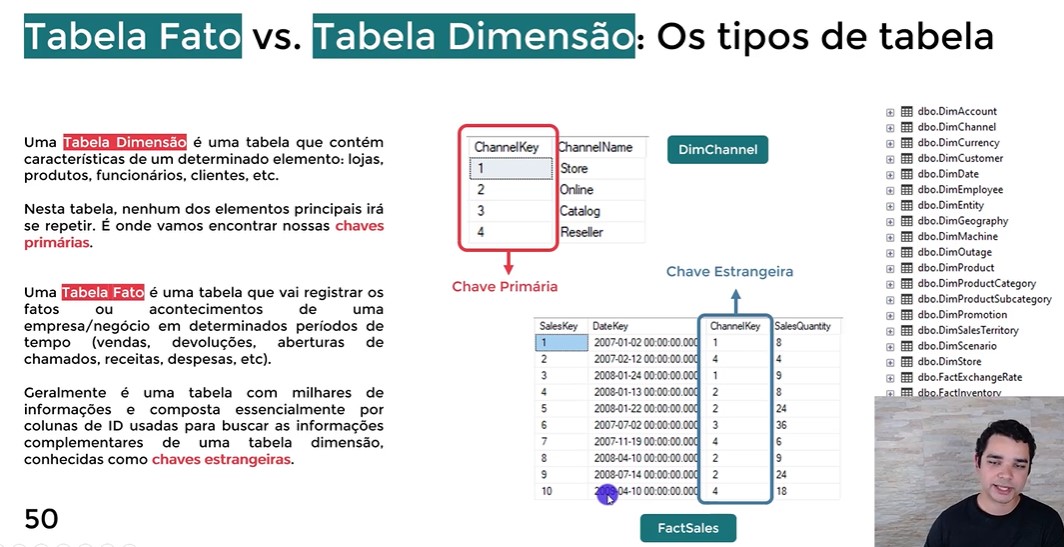 Tabela Fato vs. Tabela Dimensão: Os tipos de tabela
Uma Tabela Dimensão é uma tabela que contém
características de um determinado elemento: lojas,
produtos, funcionários, clientes, etc.
Nesta tabela, nenhum dos elementos principais irá
se repetir. É onde vamos encontrar nossas chaves
primárias.
Uma Tabela Fato é uma tabela que vai registrar os
fatos ou acontecimentos de uma
empresa/negócio em determinados períodos de
tempo (vendas, devoluções, aberturas de
chamados, receitas, despesas, etc).
Geralmente é uma tabela com milhares de
informações e composta essencialmente por
colunas de ID usadas para buscar as informações
complementares de uma tabela dimensão,
conhecidas como chaves estrangeiras.
50
ChannelKey ChannelName
1 Store
2 Online
3 Catalog
4 Reseller
DimChannel
Chave Primária
Chave Estrangeira
SalesKey DateKey ChannelKey SalesQuantity
1 2007-01-02 00:00:00.000 1 8
2 2007-02-12 00:00:00.000 4 4
3 2008-01-24 00:00:00.000 1 9
4 2008-01-13 00:00:00.000 2 8
5 2008-01-22 00:00:00.000 2 24
6 2007-07-02 00:00:00.000 3 36
7 2007-11-19 00:00:00.000 4 6
8 2008-04-10 00:00:00.000 2 9
9 2008-07-14 00:00:00.000 2 24
10 04-10 00:00:00.000 4 18
FactSales
dbo.DimAccount
dbo.DimChannel
dbo.DimCurrency
dbo.DimCustomer
dbo.DimDate
dbo.DimEmployee
dbo.DimEntity
dbo.DimGeography
dbo.DimMachine
dbo.DimOutage
dbo.DimProduct
dbo.DimProductCategory
dbo.DimProductSubcategory
dbo.DimPromotion
dbo.DimSalesTerritory
dbo.DimScenario
dbo.DimStore
dbo.FactExchangeRate
dbo.FactInventory